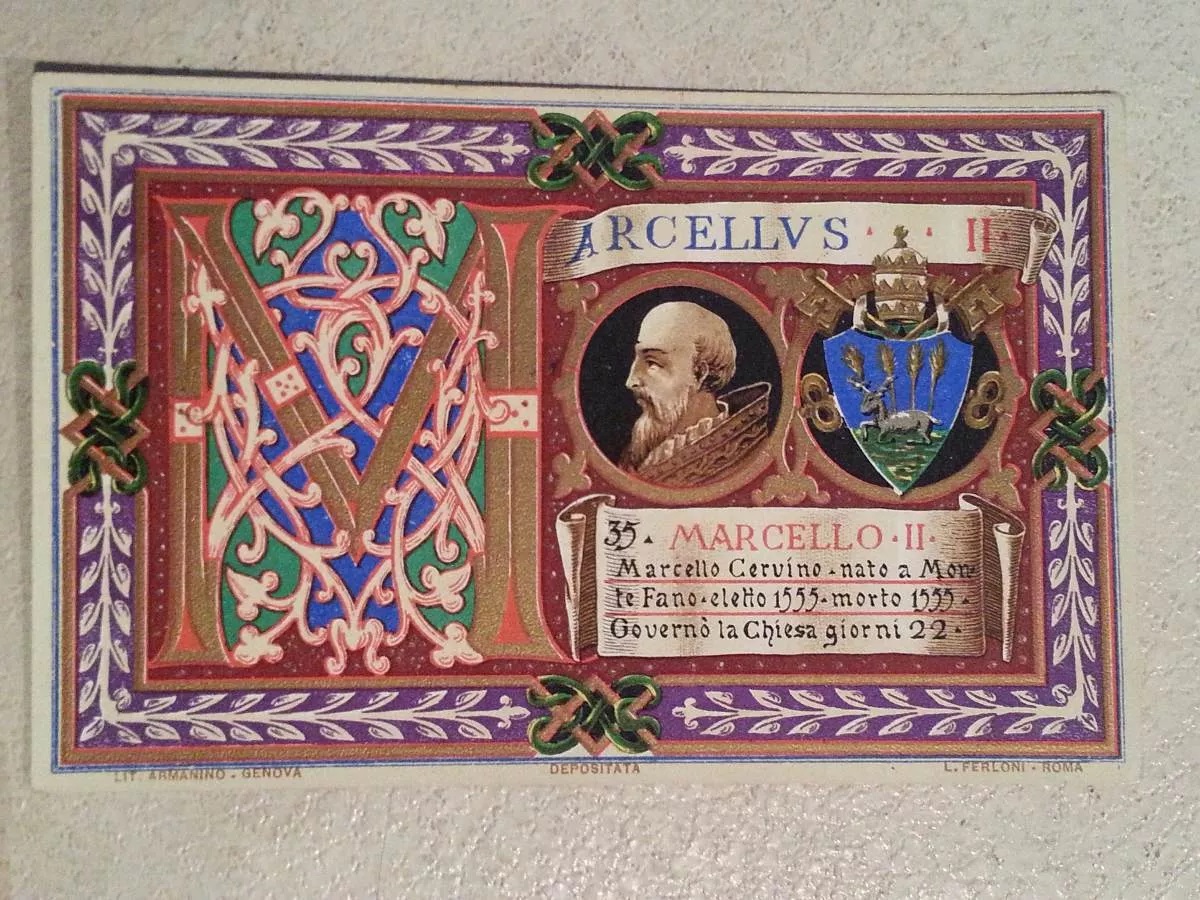 MARCELLVS · · · II ·
35. MARCELLO · II ·
Marcello Cervino · nato a Mon
te Fano · eletto 1555 · morto 1555 ·
Governò la Chiesa giorni 22 ·
LIT. ARMANINO - GENOVA
DEPOSITATA
L. FERLONI - ROMA